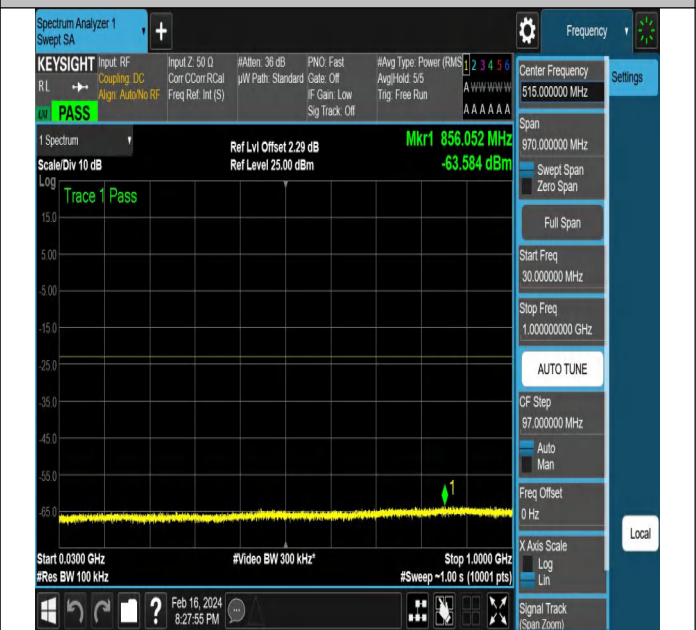 Spectrum Analyzer 1
Swept SA
Frequency
KEYSIGHT
RL
PASS
Input: RF
Coupling: DC
Align: Auto/No RF
Input Z: 50 Ω
Corr CCorr RCal
Freq Ref: Int (S)
#Atten: 36 dB
µW Path: Standard
PNO: Fast
Gate: Off
IF Gain: Low
Sig Track: Off
#Avg Type: Power (RMS
Avg|Hold: 5/5
Trig: Free Run
1 2 3 4 5 6
A W W W W W
A A A A A A
1 Spectrum
Scale/Div 10 dB
Ref Lvl Offset 2.29 dB
Ref Level 25.00 dBm
Mkr1 856.052 MHz
-63.584 dBm
Log
Trace 1 Pass
15.0
5.00
-5.00
-15.0
-25.0
-35.0
-45.0
-55.0
-65.0
1
Start 0.0300 GHz
#Res BW 100 kHz
#Video BW 300 kHz*
Stop 1.0000 GHz
#Sweep ~1.00 s (10001 pts)
Feb 16, 2024
8:27:55 PM
Center Frequency
515.000000 MHz
Settings
Span
970.000000 MHz
Swept Span
Zero Span
Full Span
Start Freq
30.000000 MHz
Stop Freq
1.000000000 GHz
AUTO TUNE
CF Step
97.000000 MHz
Auto
Man
Freq Offset
0 Hz
X Axis Scale
Log
Lin
Local
Signal Track
(Span Zoom)